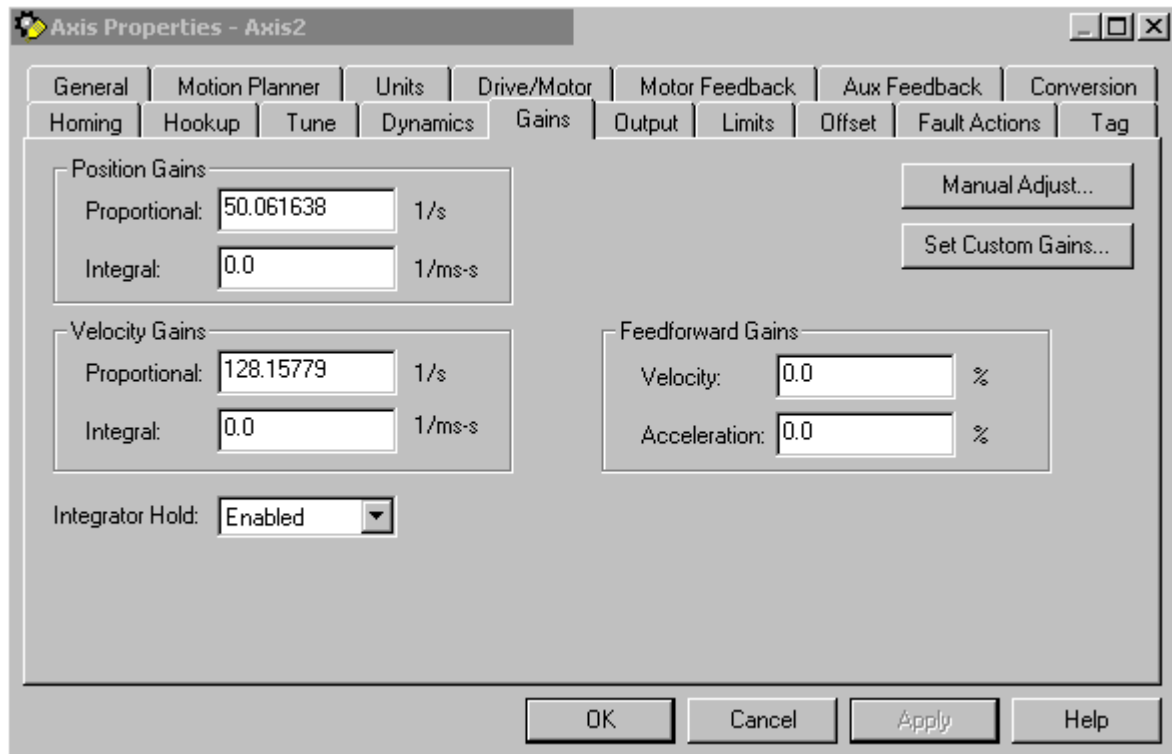 Axis Properties - Axis2
General Motion Planner Units Drive/Motor Motor Feedback Aux Feedback Conversion
Homing Hookup Tune Dynamics Gains Output Limits Offset Fault Actions Tag
Position Gains
Proportional: 50.061638 1/s
Integral: 0.0 1/ms-s
Manual Adjust...
Set Custom Gains...
Velocity Gains
Proportional: 128.15779 1/s
Integral: 0.0 1/ms-s
Feedforward Gains
Velocity: 0.0 %
Acceleration: 0.0 %
Integrator Hold: Enabled
OK Cancel Apply Help